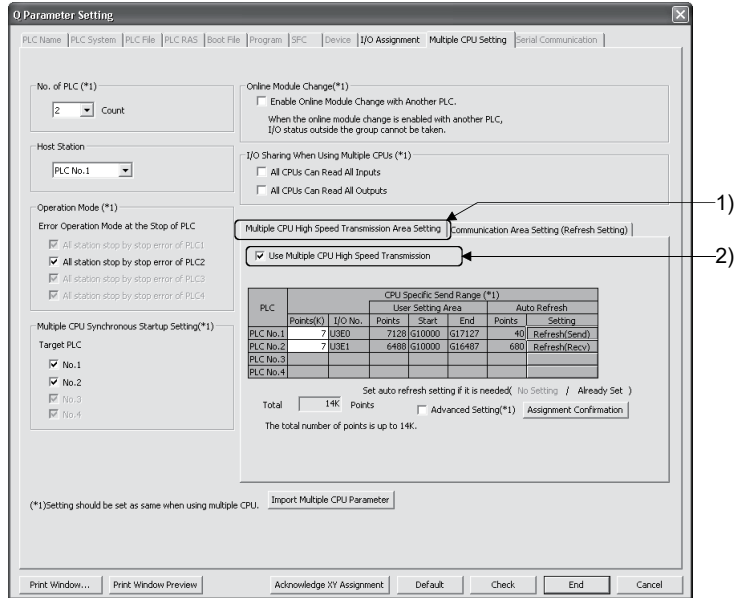 Q Parameter Setting
PLC Name PLC System PLC File PLC RAS Boot File Program SFC Device I/O Assignment Multiple CPU Setting Serial Communication
No. of PLC (*1)
2 Count
Host Station
PLC No.1
Operation Mode (*1)
Error Operation Mode at the Stop of PLC
All station stop by stop error of PLC1
All station stop by stop error of PLC2
All station stop by stop error of PLC3
All station stop by stop error of PLC4
Multiple CPU Synchronous Startup Setting(*1)
Target PLC
No.1
No.2
No.3
No.4
Online Module Change(*1)
Enable Online Module Change with Another PLC.
When the online module change is enabled with another PLC,
I/O status outside the group cannot be taken.
I/O Sharing When Using Multiple CPUs (*1)
All CPUs Can Read All Inputs
All CPUs Can Read All Outputs
1)
Multiple CPU High Speed Transmission Area Setting Communication Area Setting (Refresh Setting)
Use Multiple CPU High Speed Transmission
2)
CPU Specific Send Range (*1)
PLC User Setting Area Auto Refresh
Points(K) I/O No. Points Start End Points Setting
PLC No.1 7 U3E0 7128 G10000 G17127 40 Refresh(Send)
PLC No.2 7 U3E1 6488 G10000 G16487 680 Refresh(Recv)
PLC No.3
PLC No.4
Set auto refresh setting if it is needed( No Setting / Already Set )
Total 14K Points Advanced Setting(*1) Assignment Confirmation
The total number of points is up to 14K.
(*1)Setting should be set as same when using multiple CPU. Import Multiple CPU Parameter
Print Window... Print Window Preview Acknowledge XY Assignment Default Check End Cancel